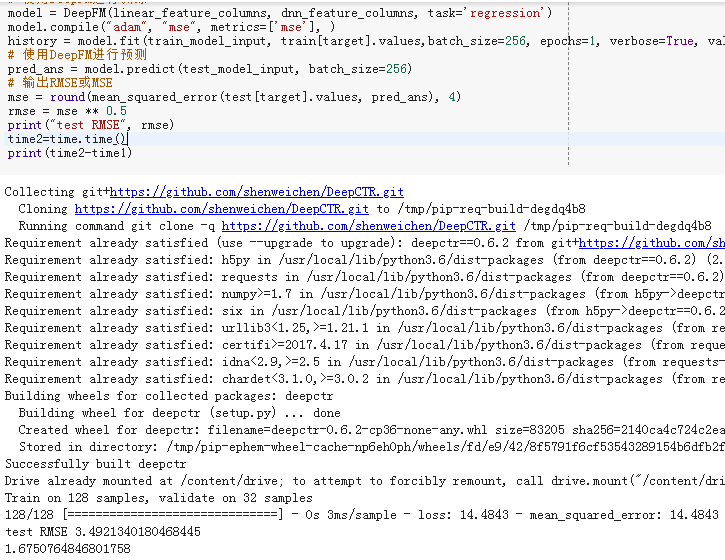 model = DeepFM(linear_feature_columns, dnn_feature_columns, task='regression')
model.compile("adam", "mse", metrics=['mse'], )
history = model.fit(train_model_input, train[target].values,batch_size=256, epochs=1, verbose=True, val
# 使用DeepFM进行预测
pred_ans = model.predict(test_model_input, batch_size=256)
# 输出RMSE或MSE
mse = round(mean_squared_error(test[target].values, pred_ans), 4)
rmse = mse ** 0.5
print("test RMSE", rmse)
time2=time.time()
print(time2-time1)
Collecting git+https://github.com/shenweichen/DeepCTR.git
Cloning https://github.com/shenweichen/DeepCTR.git to /tmp/pip-req-build-degdq4b8
Running command git clone -q https://github.com/shenweichen/DeepCTR.git /tmp/pip-req-build-degdq4b8
Requirement already satisfied (use --upgrade to upgrade): deepctr==0.6.2 from git+https://github.com/sh
Requirement already satisfied: h5py in /usr/local/lib/python3.6/dist-packages (from deepctr==0.6.2) (2.
Requirement already satisfied: requests in /usr/local/lib/python3.6/dist-packages (from deepctr==0.6.2)
Requirement already satisfied: numpy>=1.7 in /usr/local/lib/python3.6/dist-packages (from h5py->deepctr
Requirement already satisfied: six in /usr/local/lib/python3.6/dist-packages (from h5py->deepctr==0.6.2
Requirement already satisfied: urllib3<1.25,>=1.21.1 in /usr/local/lib/python3.6/dist-packages (from re
Requirement already satisfied: certifi>=2017.4.17 in /usr/local/lib/python3.6/dist-packages (from reque
Requirement already satisfied: idna<2.9,>=2.5 in /usr/local/lib/python3.6/dist-packages (from requests-
Requirement already satisfied: chardet<3.1.0,>=3.0.2 in /usr/local/lib/python3.6/dist-packages (from re
Building wheels for collected packages: deepctr
Building wheel for deepctr (setup.py) ... done
Created wheel for deepctr: filename=deepctr-0.6.2-cp36-none-any.whl size=83205 sha256=2140ca4c724c2ea
Stored in directory: /tmp/pip-ephem-wheel-cache-np6eh0ph/wheels/fd/e9/42/8f5791f6cf53543289154b6dfb2f
Successfully built deepctr
Drive already mounted at /content/drive; to attempt to forcibly remount, call drive.mount("/content/dri
Train on 128 samples, validate on 32 samples
128/128 [==============================] - 0s 3ms/sample - loss: 14.4843 - mean_squared_error: 14.4843
test RMSE 3.4921340180468445
1.6750764846801758